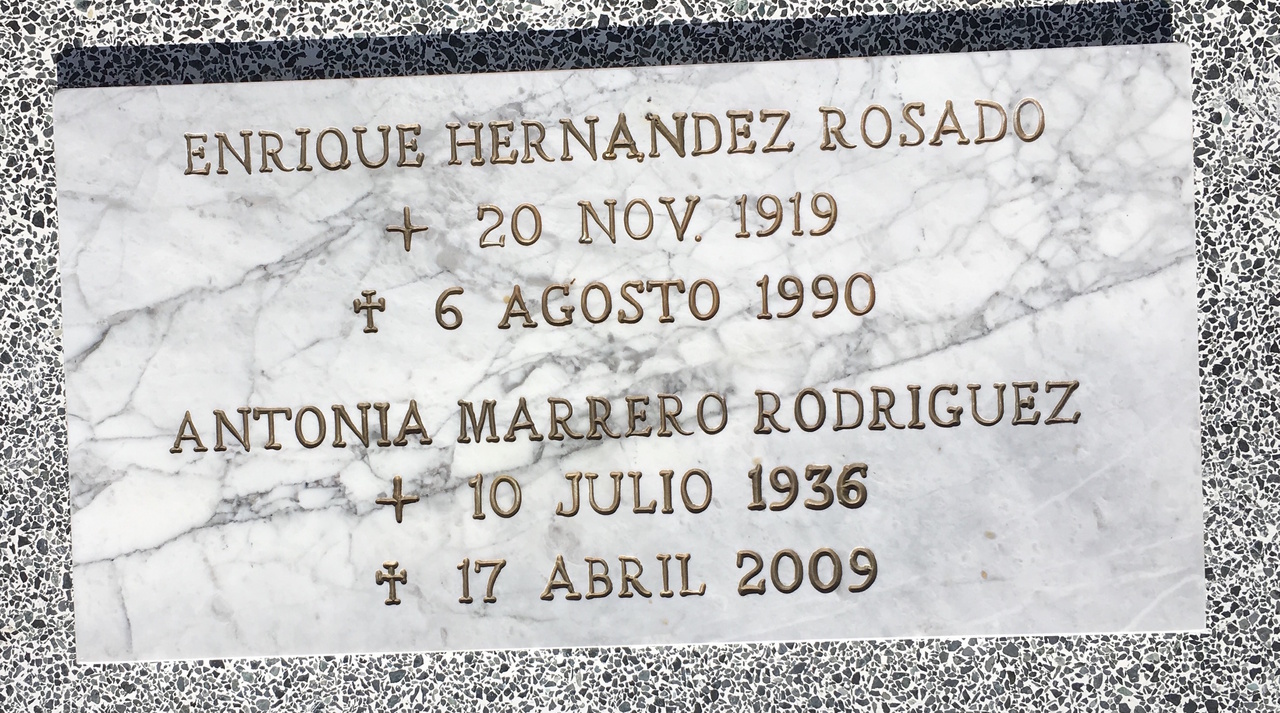 ENRIQUE HERNANDEZ ROSADO
+ 20 NOV. 1919
✝ 6 AGOSTO 1990
ANTONIA MARRERO RODRIGUEZ
+ 10 JULIO 1936
✝ 17 ABRIL 2009